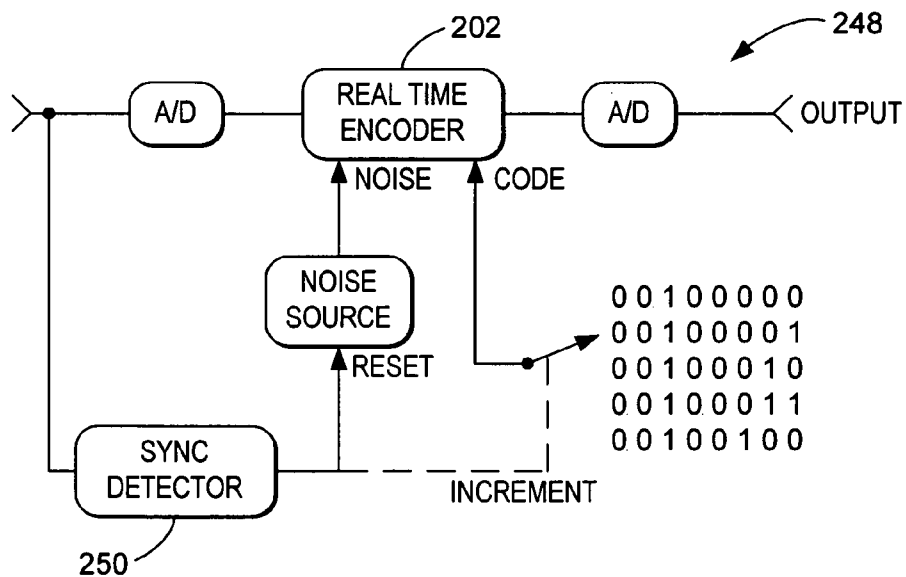 202
248
A/D
REAL TIME
ENCODER
A/D
OUTPUT
NOISE
CODE
NOISE
SOURCE
RESET
0 0 1 0 0 0 0 0
0 0 1 0 0 0 0 1
0 0 1 0 0 0 1 0
0 0 1 0 0 0 1 1
0 0 1 0 0 1 0 0
SYNC
DETECTOR
INCREMENT
250